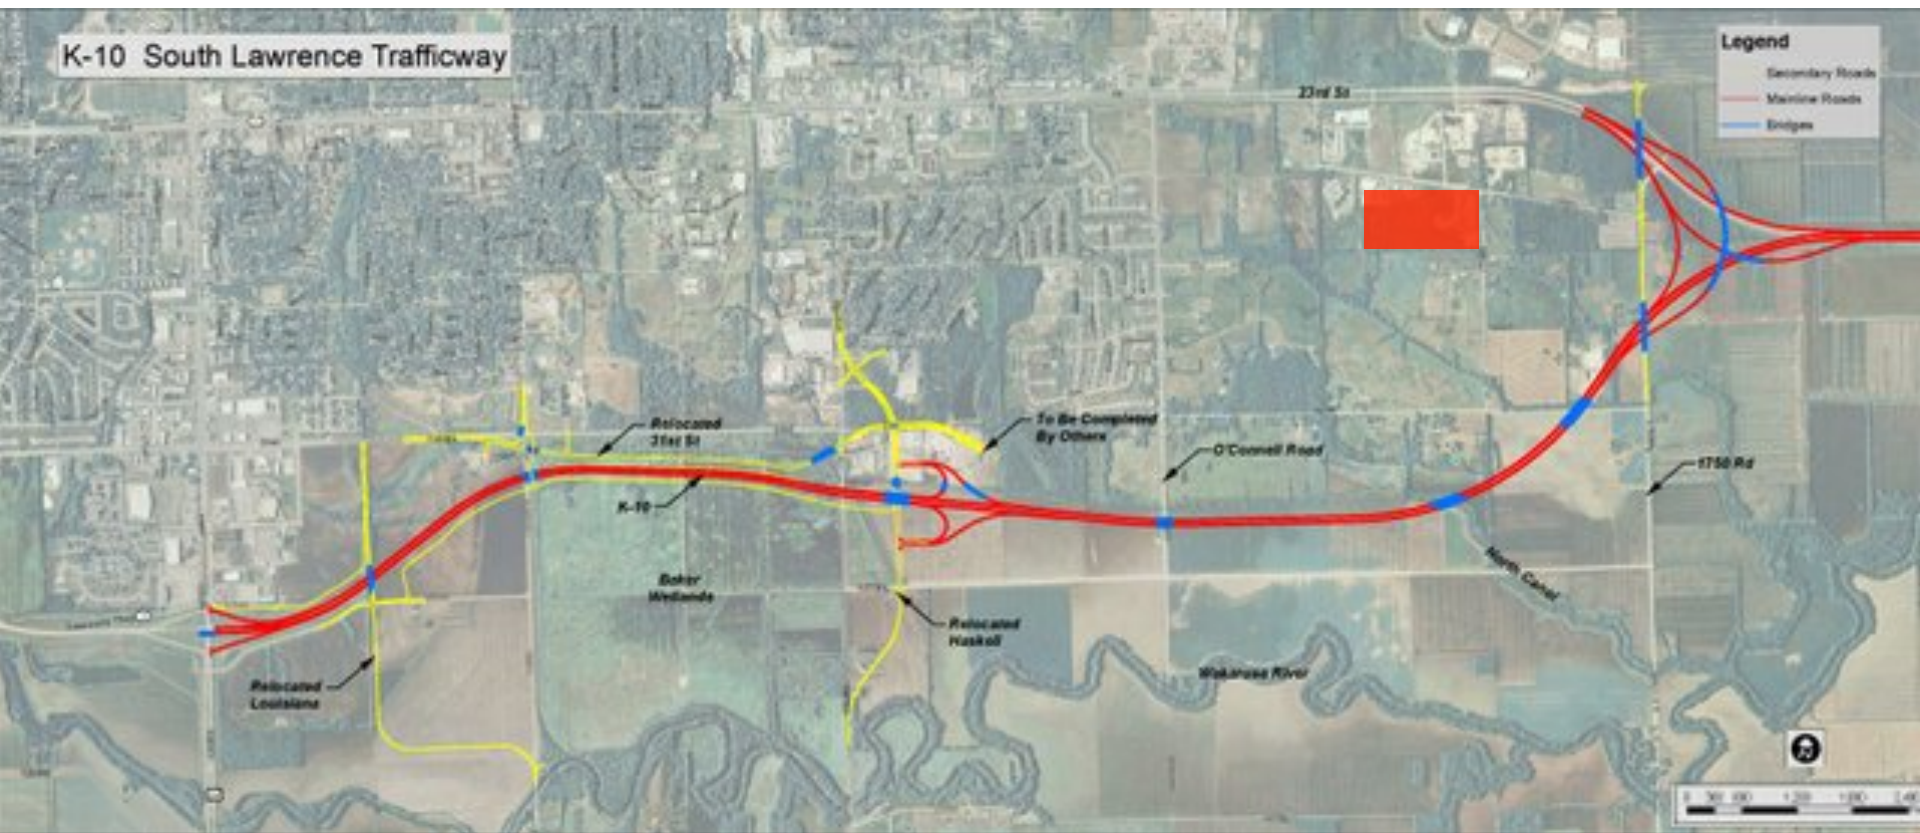 K-10 South Lawrence Trafficway
Legend
Secondary Roads
Mainline Roads
Bridges
23rd St
Relocated
31st St
To Be Completed
By Others
O'Connell Road
1750 Rd
K-10
Baker
Wetlands
North Canal
Relocated
Haskell
Wakarusa River
Relocated
Louisiana